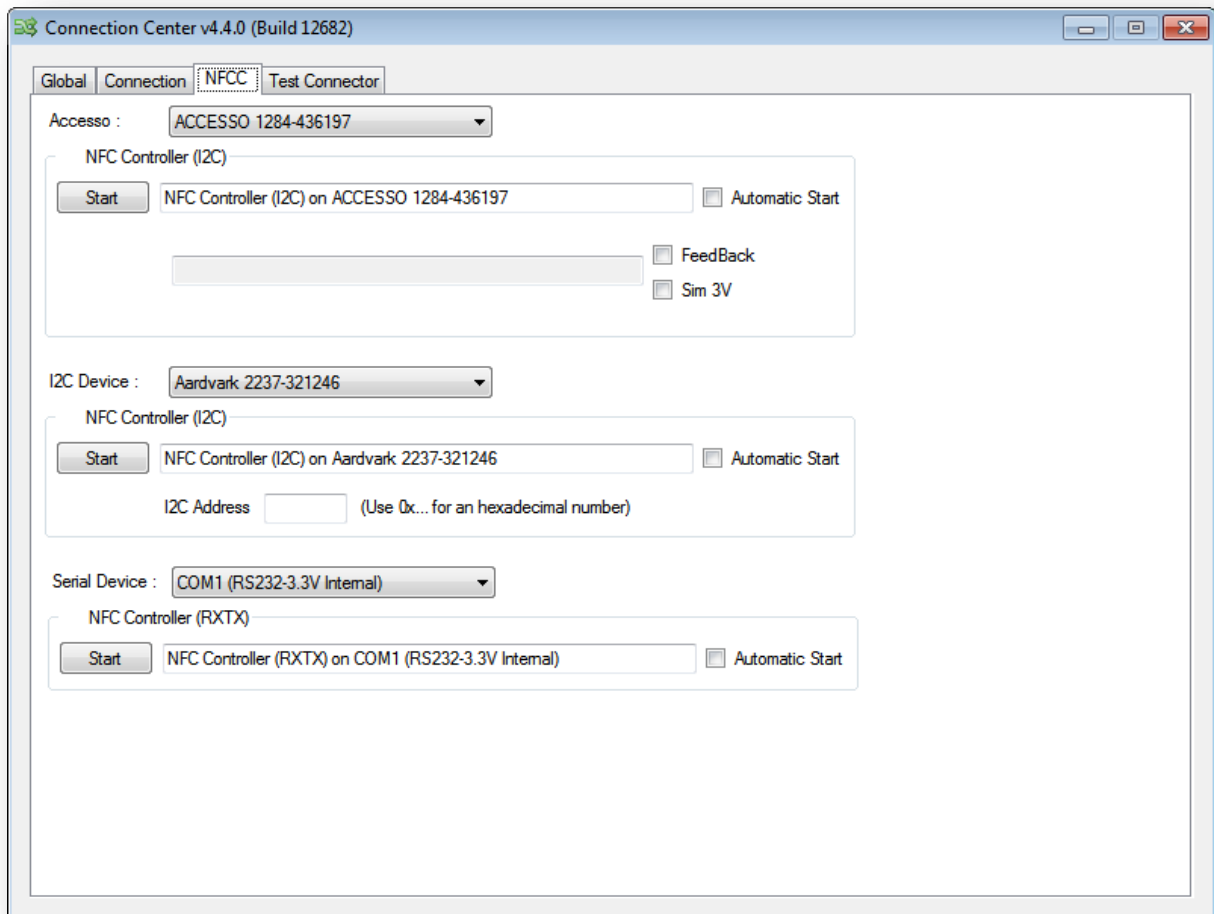 Connection Center v4.4.0 (Build 12682)
Global Connection NFCC Test Connector
Accesso : ACCESSO 1284-436197
NFC Controller (I2C)
Start NFC Controller (I2C) on ACCESSO 1284-436197 Automatic Start
FeedBack
Sim 3V
I2C Device : Aardvark 2237-321246
NFC Controller (I2C)
Start NFC Controller (I2C) on Aardvark 2237-321246 Automatic Start
I2C Address (Use 0x... for an hexadecimal number)
Serial Device : COM1 (RS232-3.3V Internal)
NFC Controller (RXTX)
Start NFC Controller (RXTX) on COM1 (RS232-3.3V Internal) Automatic Start